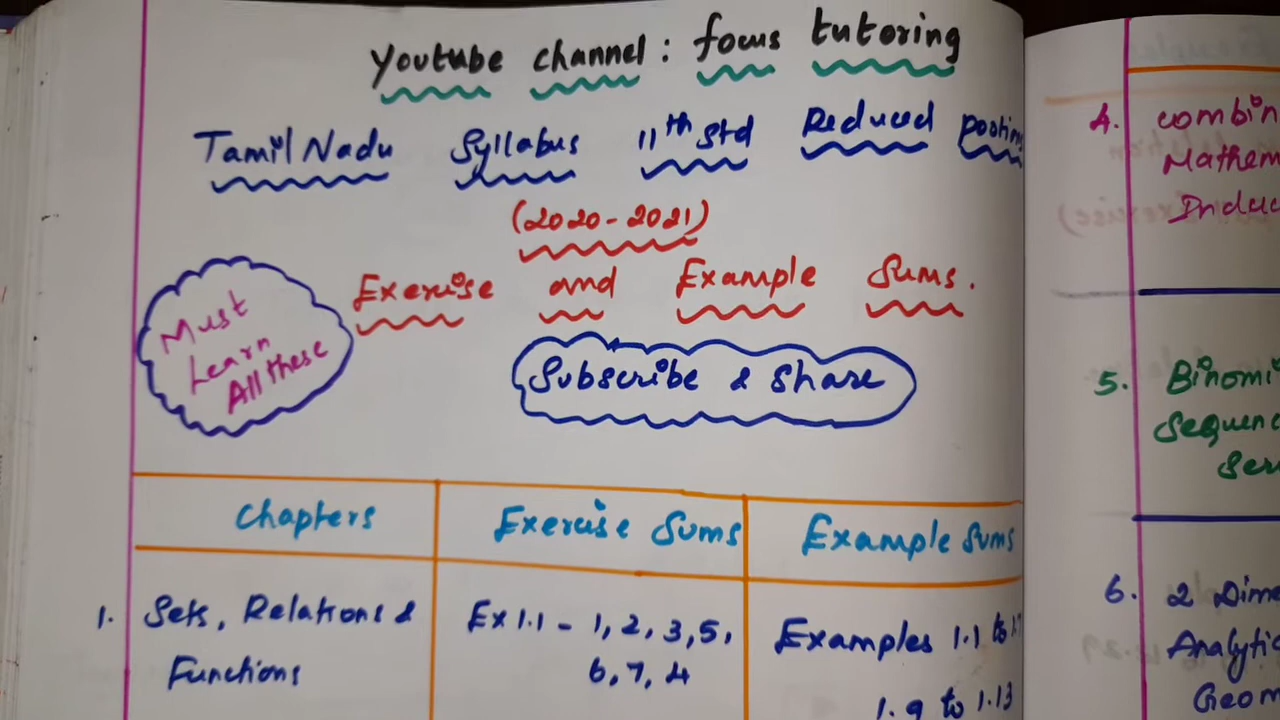 Youtube channel: focus tutoring
Tamil Nadu Syllabus 11th Std Reduced
(2020-2021)
Exercise and Example Sums.
Must
Learn
All these
Subscribe & Share
Chapters Exercise Sums Example Sums
1. Sets, Relations & Ex 1.1 - 1, 2, 3, 5, Examples 1.1 to
Functions 6, 7, 4
1.9 to 1.13
4.
5.
6. 2